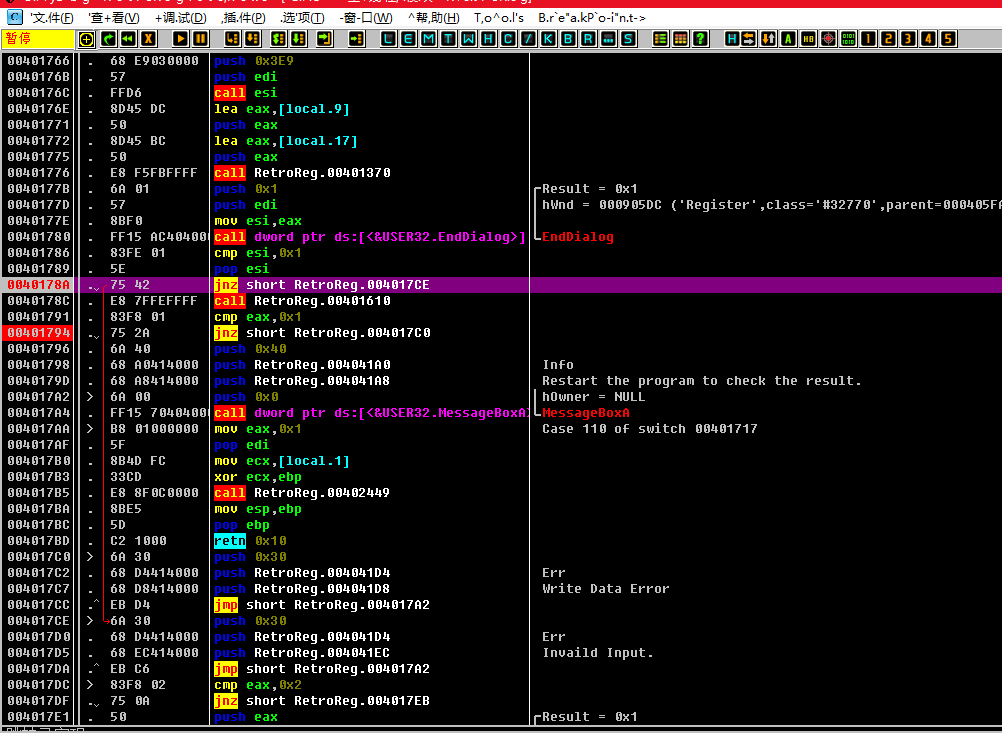 '文件(F) '查+看(V) +调.试(D) ,插.件(P) .选'项(T) -窗-口(W) ^帮,助(H) T,o^o.l's B.r`e"a.kP`o-i"n.t->
暂停 L E M T W H C / K B R ... S ? H A HB 1 2 3 4 5
00401766 . 68 E9030000 push 0x3E9
0040176B . 57 push edi
0040176C . FFD6 call esi
0040176E . 8D45 DC lea eax,[local.9]
00401771 . 50 push eax
00401772 . 8D45 BC lea eax,[local.17]
00401775 . 50 push eax
00401776 . E8 F5FBFFFF call RetroReg.00401370
0040177B . 6A 01 push 0x1 Result = 0x1
0040177D . 57 push edi hWnd = 000905DC ('Register',class='#32770',parent=000405FA
0040177E . 8BF0 mov esi,eax
00401780 . FF15 AC40400 call dword ptr ds:[<&USER32.EndDialog>] EndDialog
00401786 . 83FE 01 cmp esi,0x1
00401789 . 5E pop esi
0040178A . 75 42 jnz short RetroReg.004017CE
0040178C . E8 7FFEFFFF call RetroReg.00401610
00401791 . 83F8 01 cmp eax,0x1
00401794 . 75 2A jnz short RetroReg.004017C0
00401796 . 6A 40 push 0x40
00401798 . 68 A0414000 push RetroReg.004041A0 Info
0040179D . 68 A8414000 push RetroReg.004041A8 Restart the program to check the result.
004017A2 > 6A 00 push 0x0 hOwner = NULL
004017A4 . FF15 7040400 call dword ptr ds:[<&USER32.MessageBoxA> MessageBoxA
004017AA > B8 01000000 mov eax,0x1 Case 110 of switch 00401717
004017AF . 5F pop edi
004017B0 . 8B4D FC mov ecx,[local.1]
004017B3 . 33CD xor ecx,ebp
004017B5 . E8 8F0C0000 call RetroReg.00402449
004017BA . 8BE5 mov esp,ebp
004017BC . 5D pop ebp
004017BD . C2 1000 retn 0x10
004017C0 > 6A 30 push 0x30
004017C2 . 68 D4414000 push RetroReg.004041D4 Err
004017C7 . 68 D8414000 push RetroReg.004041D8 Write Data Error
004017CC .^ EB D4 jmp short RetroReg.004017A2
004017CE > 6A 30 push 0x30
004017D0 . 68 D4414000 push RetroReg.004041D4 Err
004017D5 . 68 EC414000 push RetroReg.004041EC Invaild Input.
004017DA .^ EB C6 jmp short RetroReg.004017A2
004017DC > 83F8 02 cmp eax,0x2
004017DF . 75 0A jnz short RetroReg.004017EB
004017E1 . 50 push eax Result = 0x1